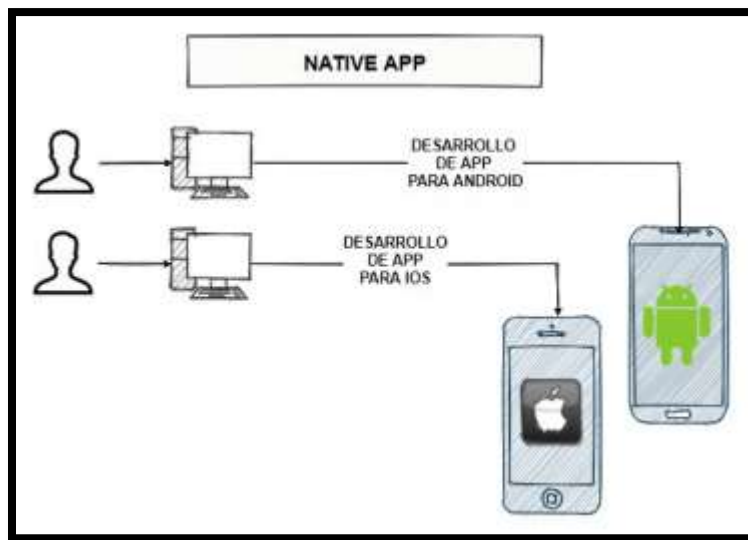 NATIVE APP
DESARROLLO
DE APP
PARA ANDROID
DESARROLLO
DE APP
PARA IOS